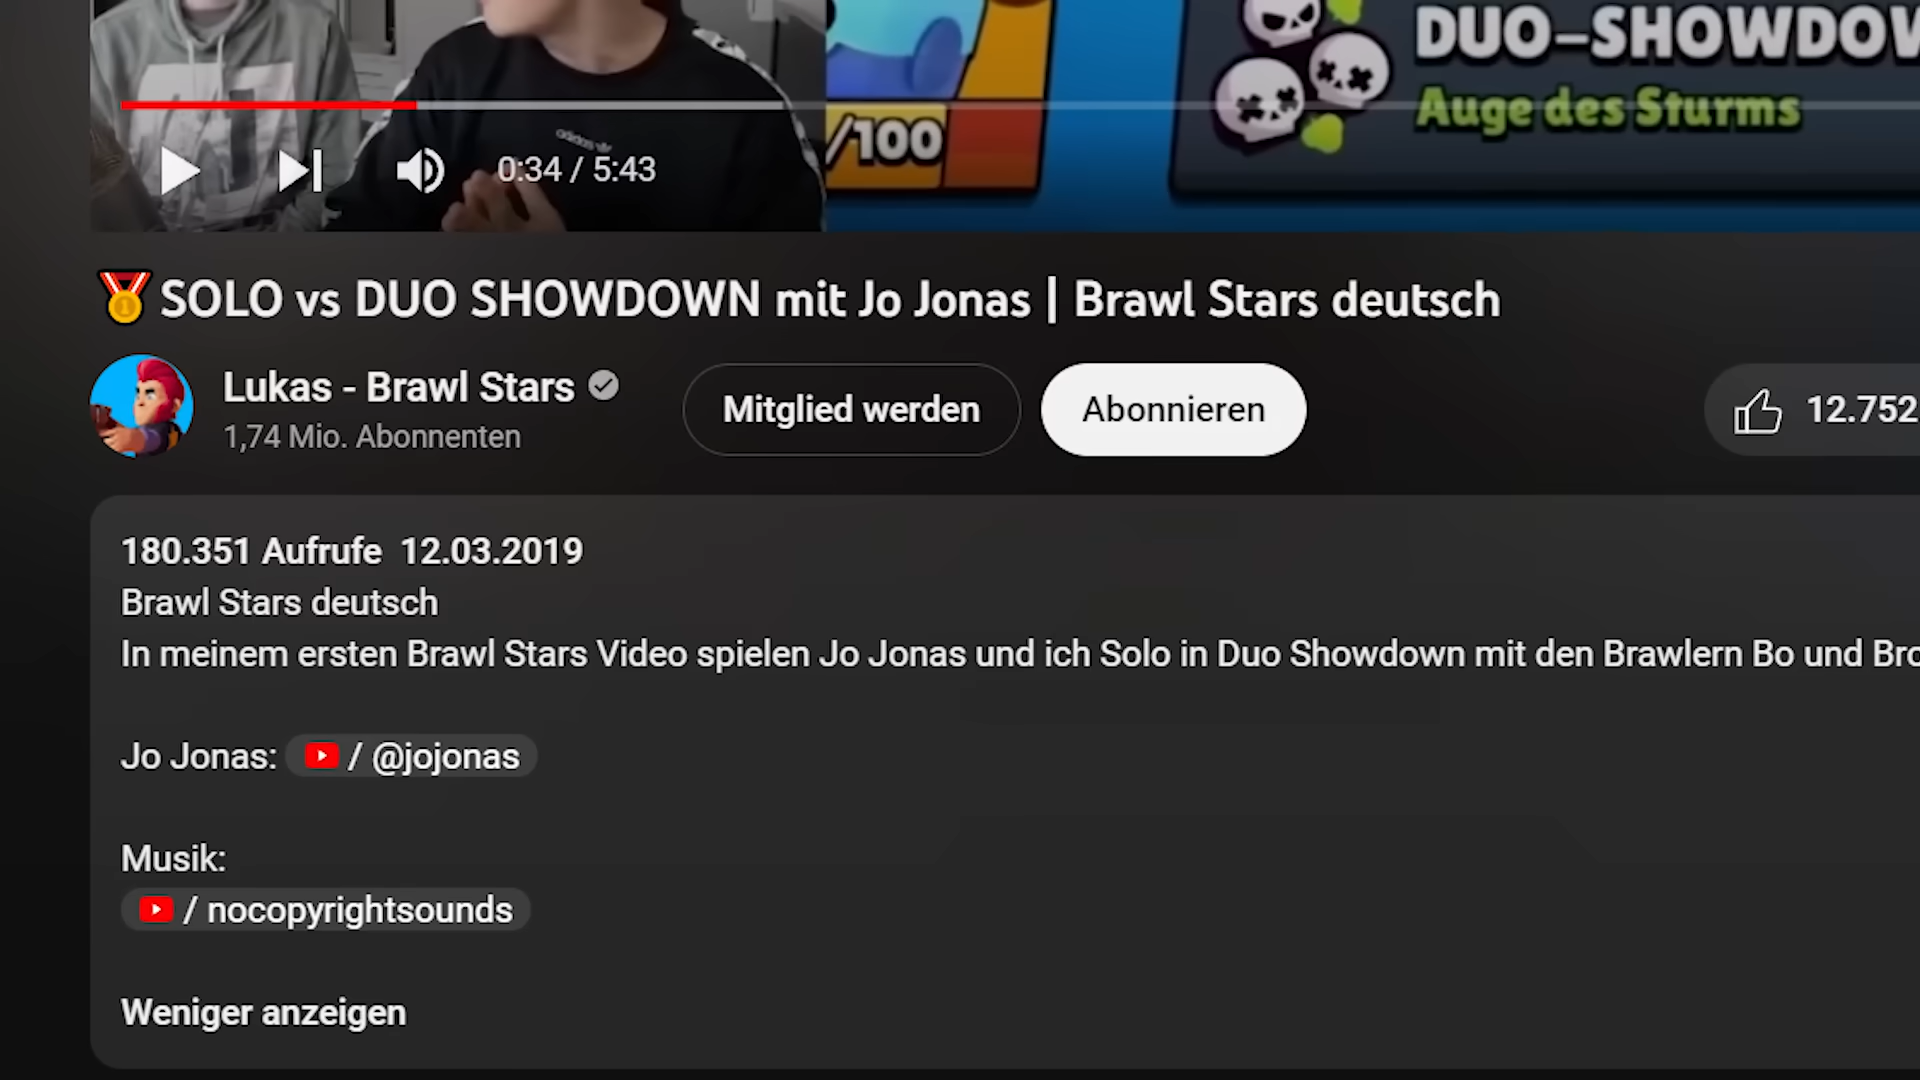 DUO-SHOWDOW
Auge des Sturms
adidas
/100
0:34 / 5:43
SOLO vs DUO SHOWDOWN mit Jo Jonas | Brawl Stars deutsch
Lukas - Brawl Stars
1,74 Mio. Abonnenten
Mitglied werden
Abonnieren
12.752
180.351 Aufrufe 12.03.2019
Brawl Stars deutsch
In meinem ersten Brawl Stars Video spielen Jo Jonas und ich Solo in Duo Showdown mit den Brawlern Bo und Bro
Jo Jonas: / @jojonas
Musik:
/ nocopyrightsounds
Weniger anzeigen